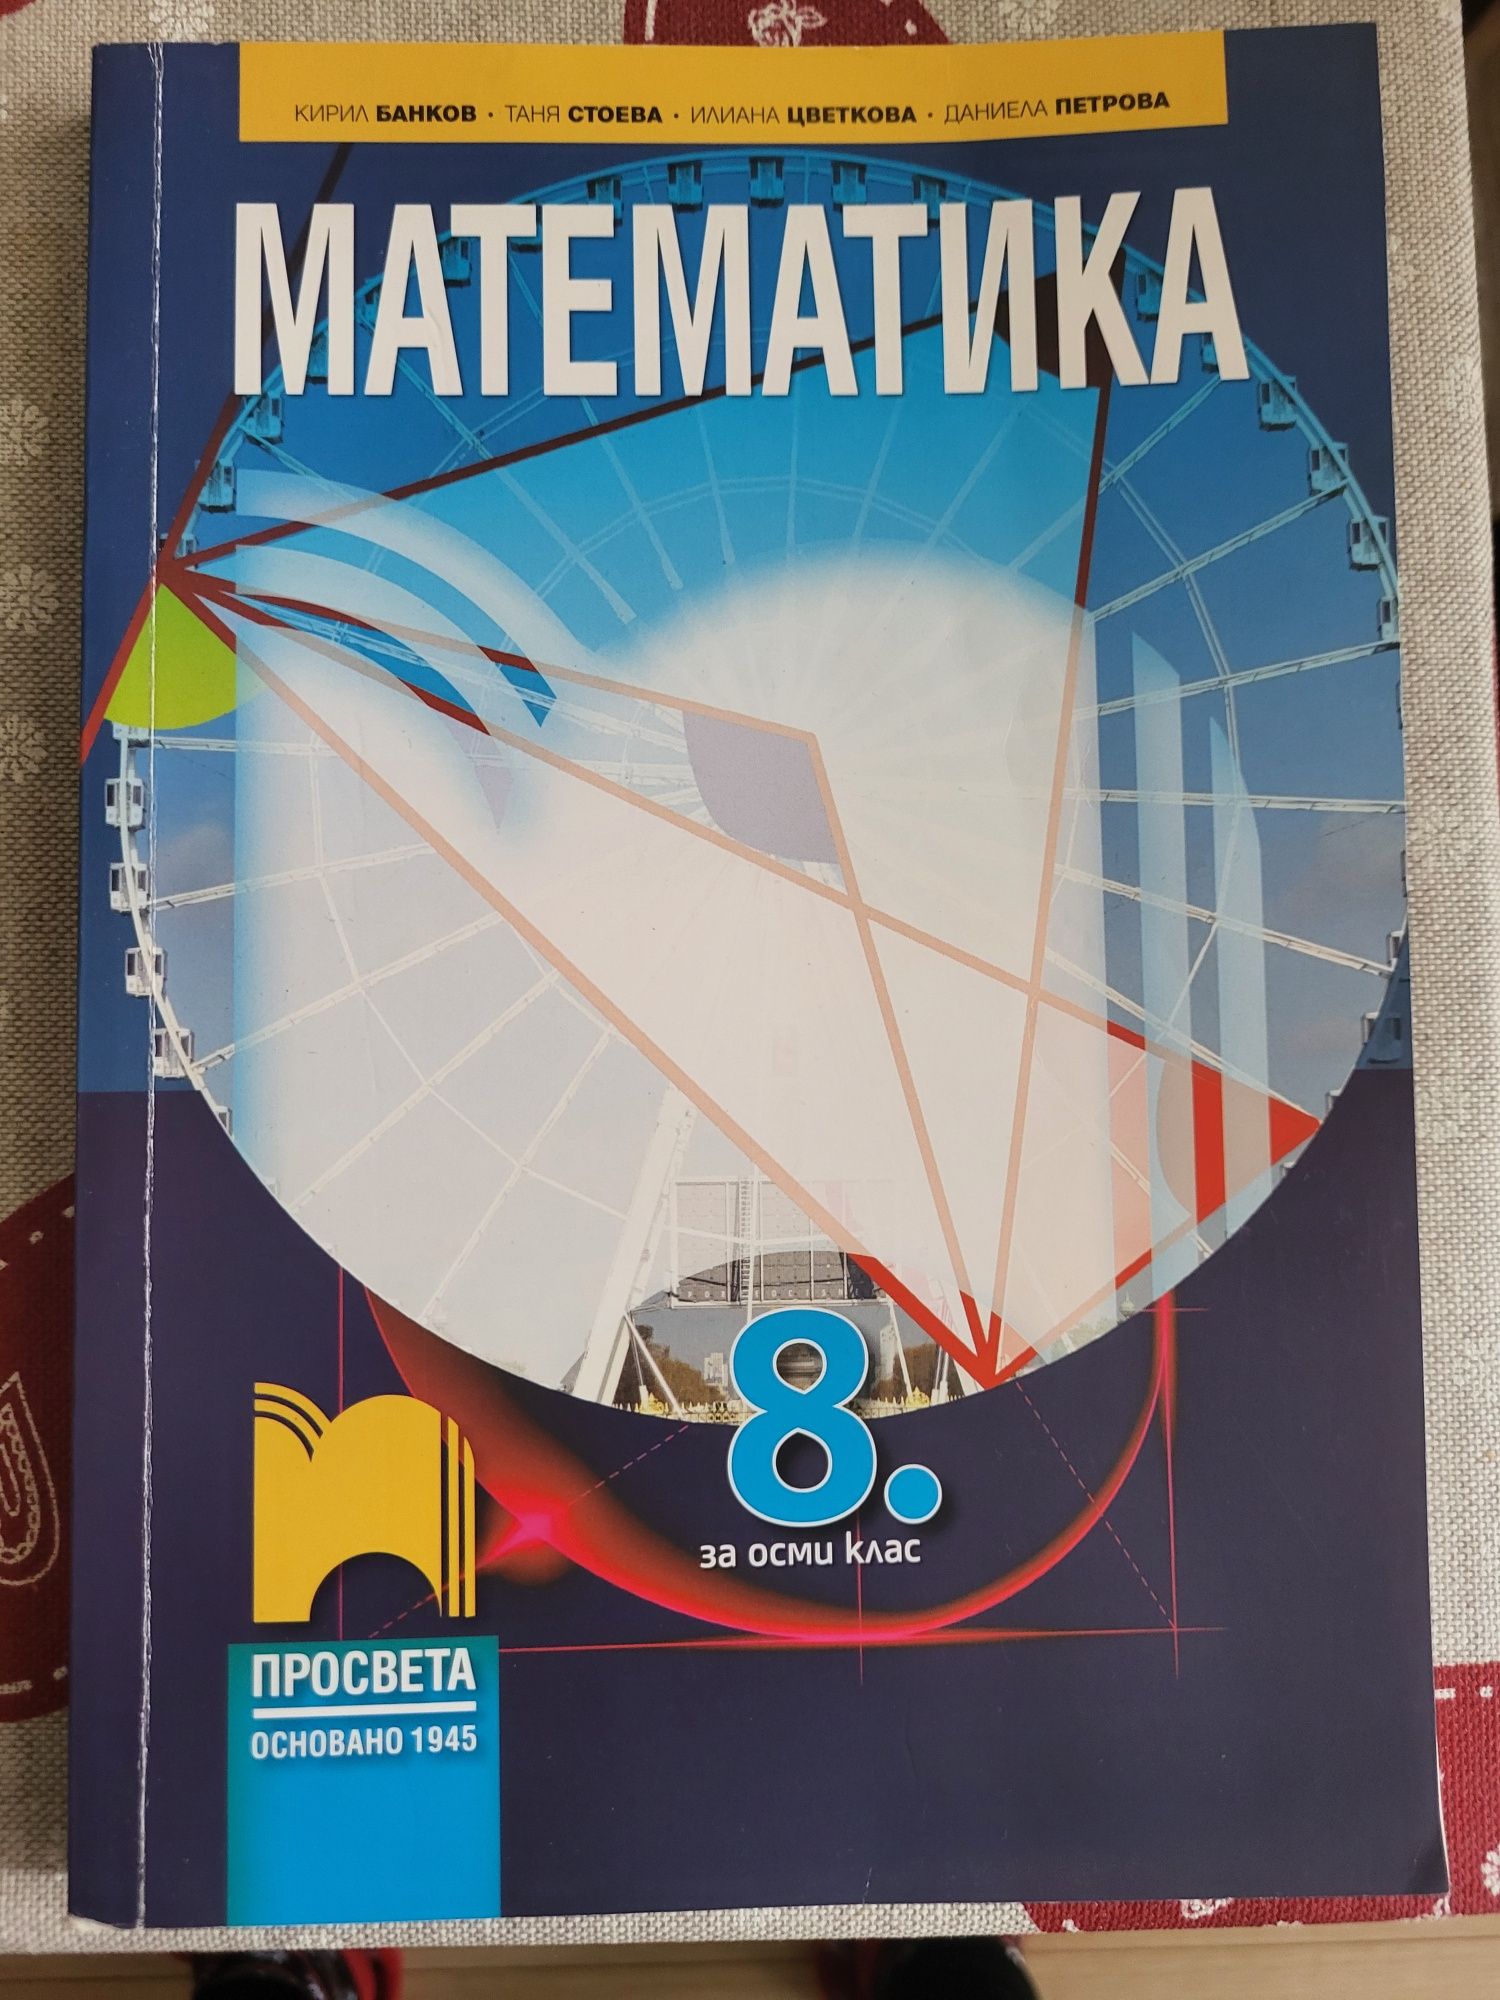 КИРИЛ БАНКОВ • ТАНЯ СТОЕВА • ИЛИАНА ЦВЕТКОВА • ДАНИЕЛА ПЕТРОВА
МАТЕМАТИКА
8.
за осми клас
ПРОСВЕТА
ОСНОВАНО 1945